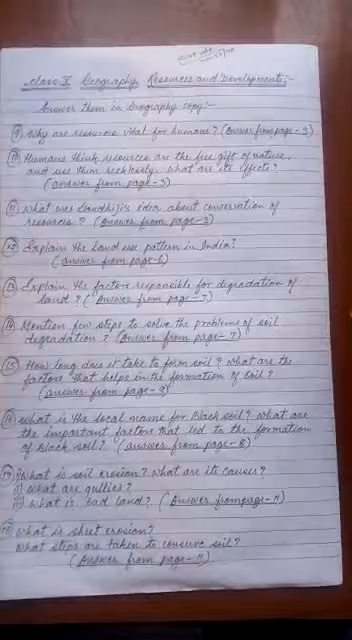 Class X Geography Resources and Development:-
Answer them in Geography copy:-
9) Why are resources vital for humans? (Answer from page-3)
10) Humans think resources are the free gift of nature,
and use them recklessly. What are its effects?
(answer from page-3)
11) What was Gandhiji's idea about conservation of
resources? (Answer from page-3)
12) Explain the land use pattern in India?
(answer from page-6)
13) Explain the factors responsible for degradation of
land? (Answer from page-7)
14) Mention few steps to solve the problems of soil
degradation? (Answer from page-7)
15) How long does it take to form soil? What are the
factors that helps in the formation of soil?
(answer from page-8)
16) What is the local name for Black soil? What are
the important factors that led to the formation
of Black soil? (answer from page-8)
17) What is soil erosion? What are its causes?
i) What are gullies?
ii) What is bad land? (Answer from page-11)
18) What is sheet erosion?
What steps are taken to conserve soil?
(Answer from page-11)